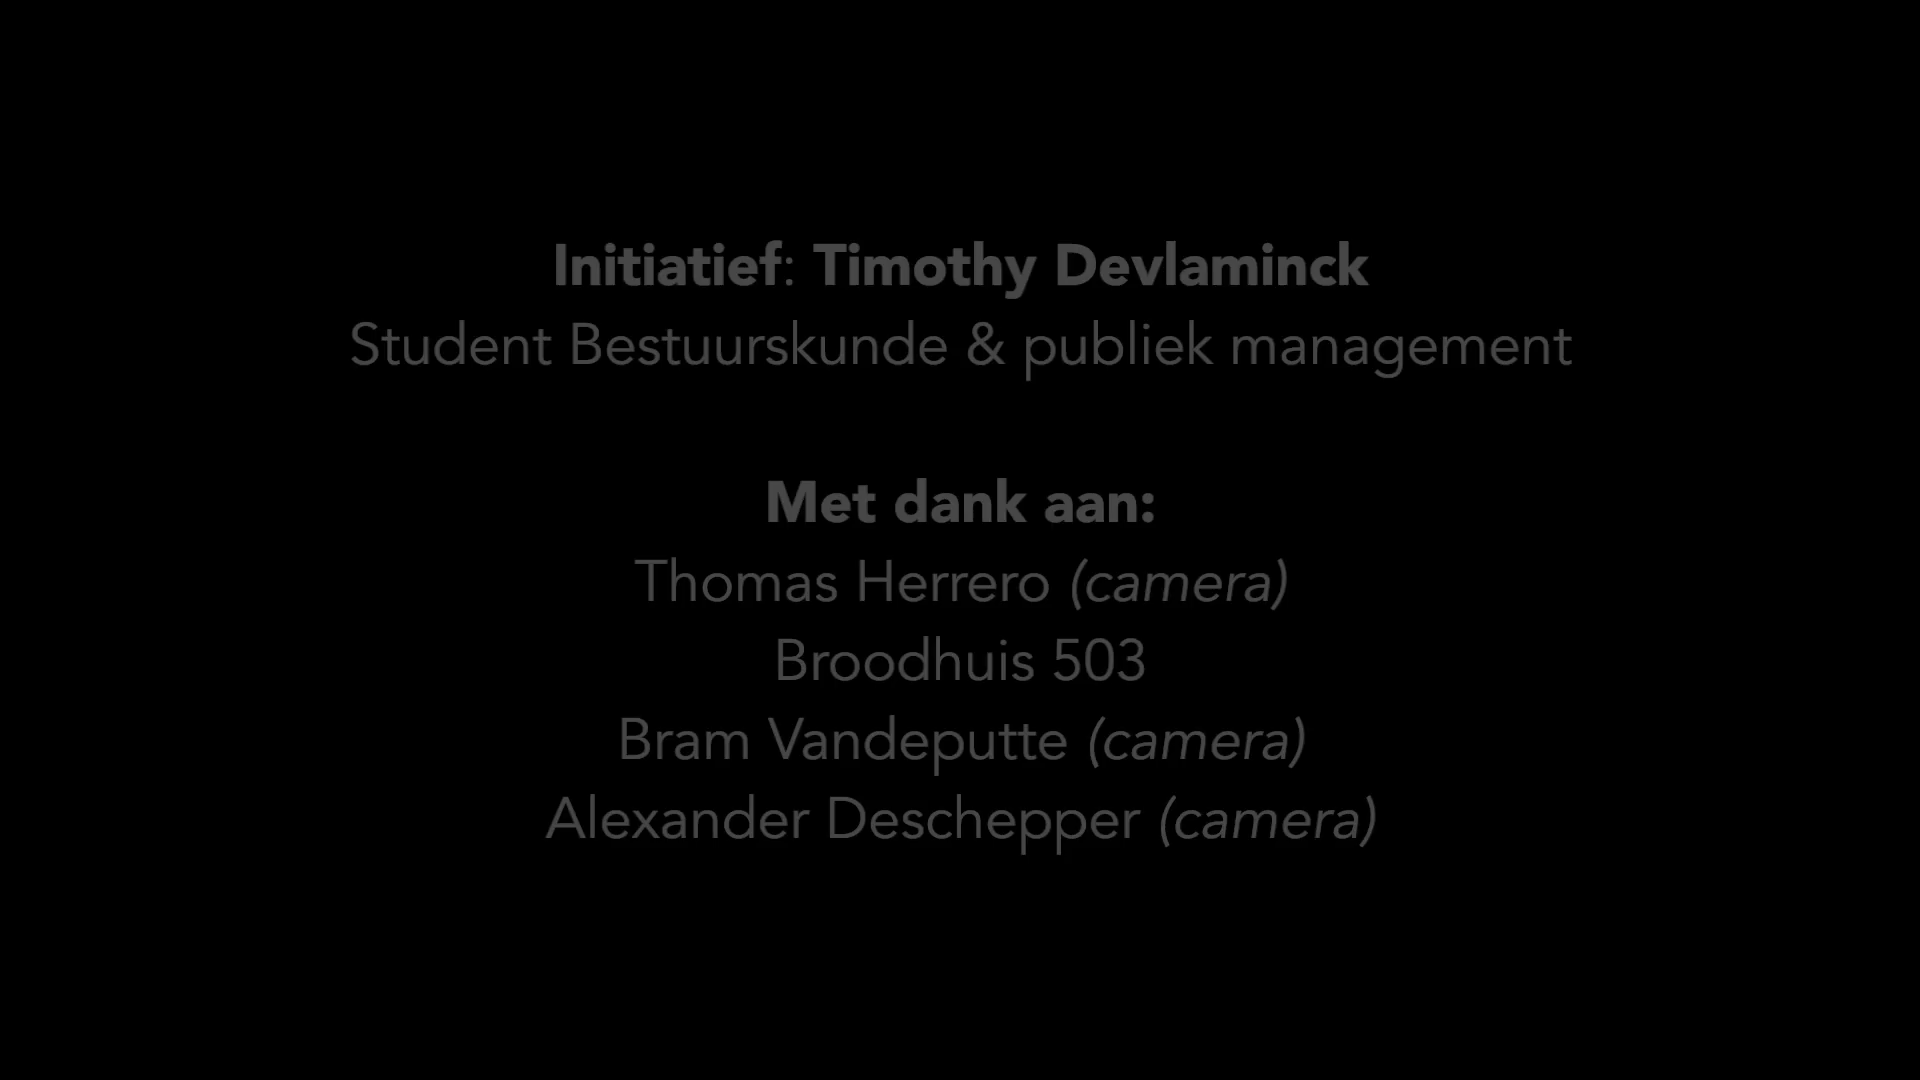 Initiatief: Timothy Devlaminck
Student Bestuurskunde & publiek management
Met dank aan:
Thomas Herrero (camera)
Broodhuis 503
Bram Vandeputte (camera)
Alexander Deschepper (camera)